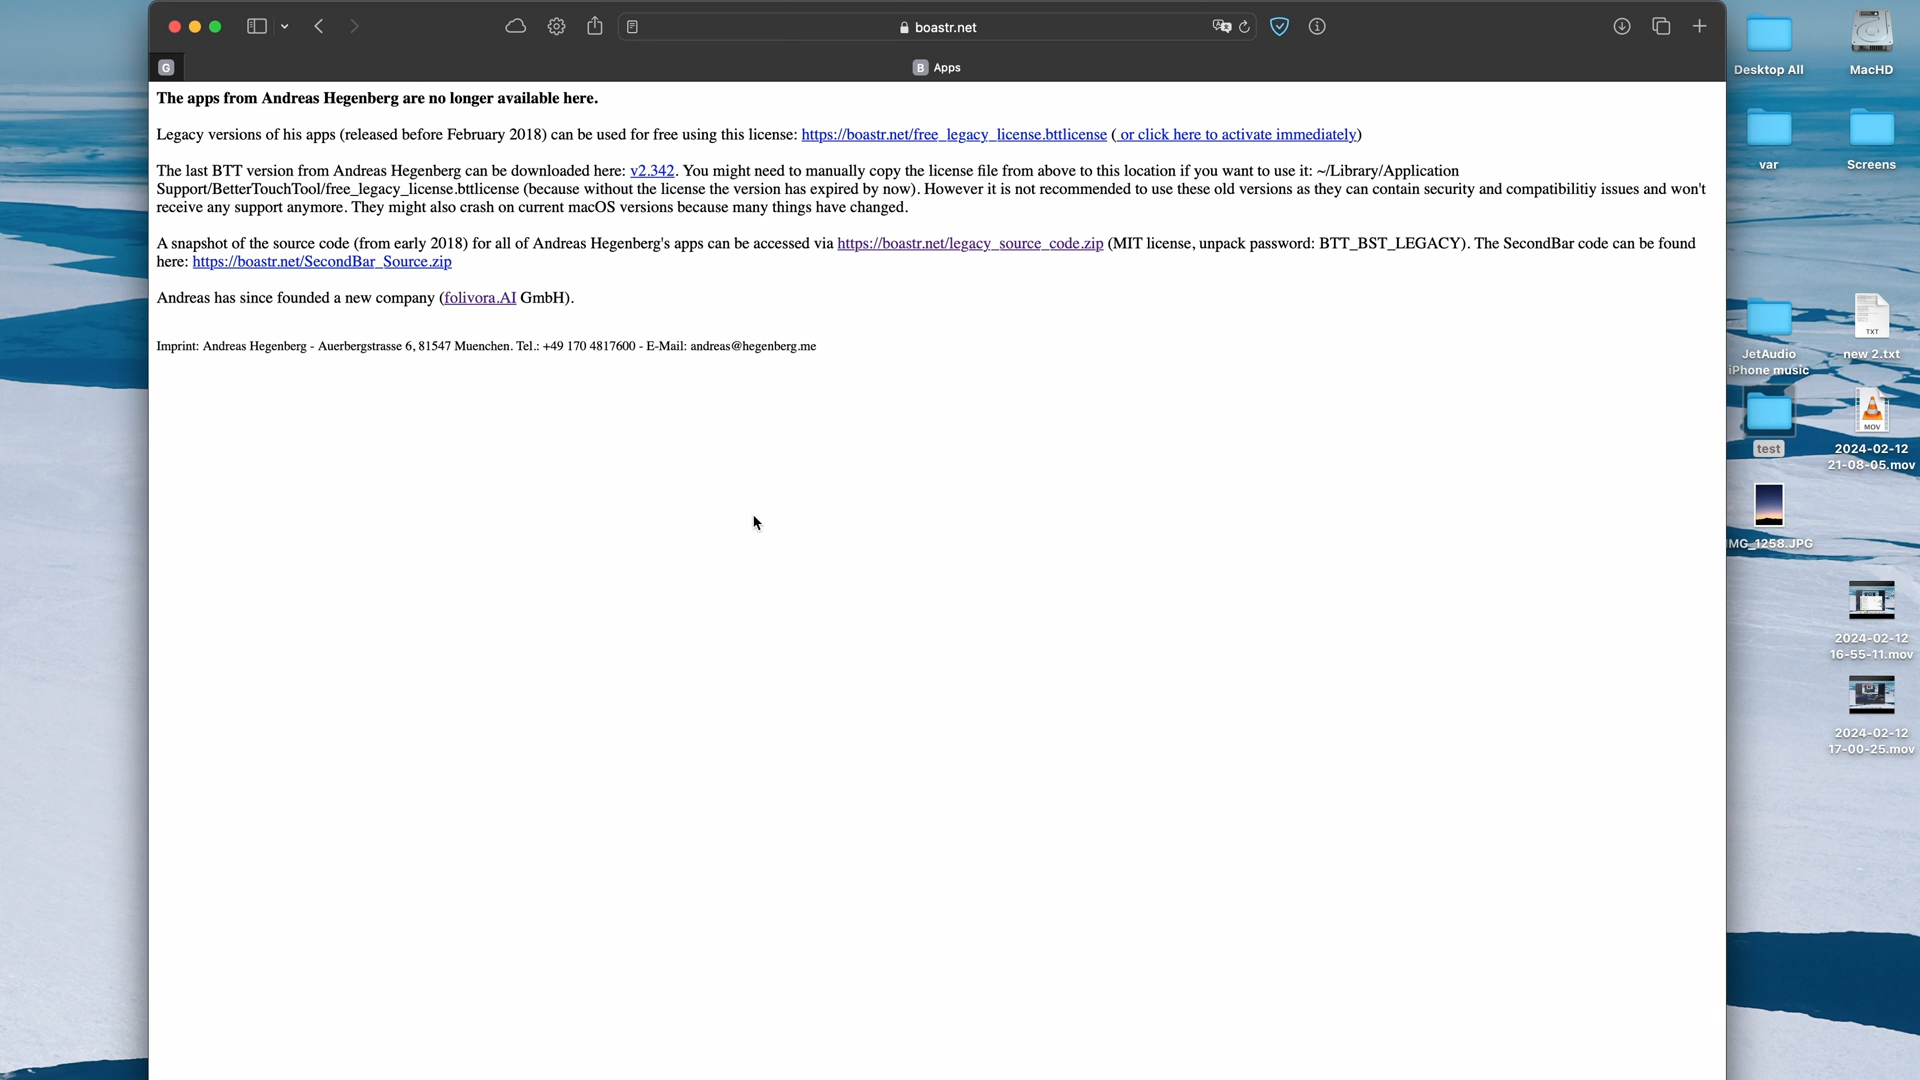 boastr.net
G
B Apps
The apps from Andreas Hegenberg are no longer available here.
Legacy versions of his apps (released before February 2018) can be used for free using this license: https://boastr.net/free_legacy_license.bttlicense ( or click here to activate immediately)
The last BTT version from Andreas Hegenberg can be downloaded here: v2.342. You might need to manually copy the license file from above to this location if you want to use it: ~/Library/Application
Support/BetterTouchTool/free_legacy_license.bttlicense (because without the license the version has expired by now). However it is not recommended to use these old versions as they can contain security and compatibilitiy issues and won't
receive any support anymore. They might also crash on current macOS versions because many things have changed.
A snapshot of the source code (from early 2018) for all of Andreas Hegenberg's apps can be accessed via https://boastr.net/legacy_source_code.zip (MIT license, unpack password: BTT_BST_LEGACY). The SecondBar code can be found
here: https://boastr.net/SecondBar_Source.zip
Andreas has since founded a new company (folivora.AI GmbH).
Imprint: Andreas Hegenberg - Auerbergstrasse 6, 81547 Muenchen. Tel.: +49 170 4817600 - E-Mail: andreas@hegenberg.me
Desktop All
MacHD
var
Screens
JetAudio
iPhone music
TXT
new 2.txt
test
MOV
2024-02-12
21-08-05.mov
IMG_1258.JPG
2024-02-12
16-55-11.mov
2024-02-12
17-00-25.mov